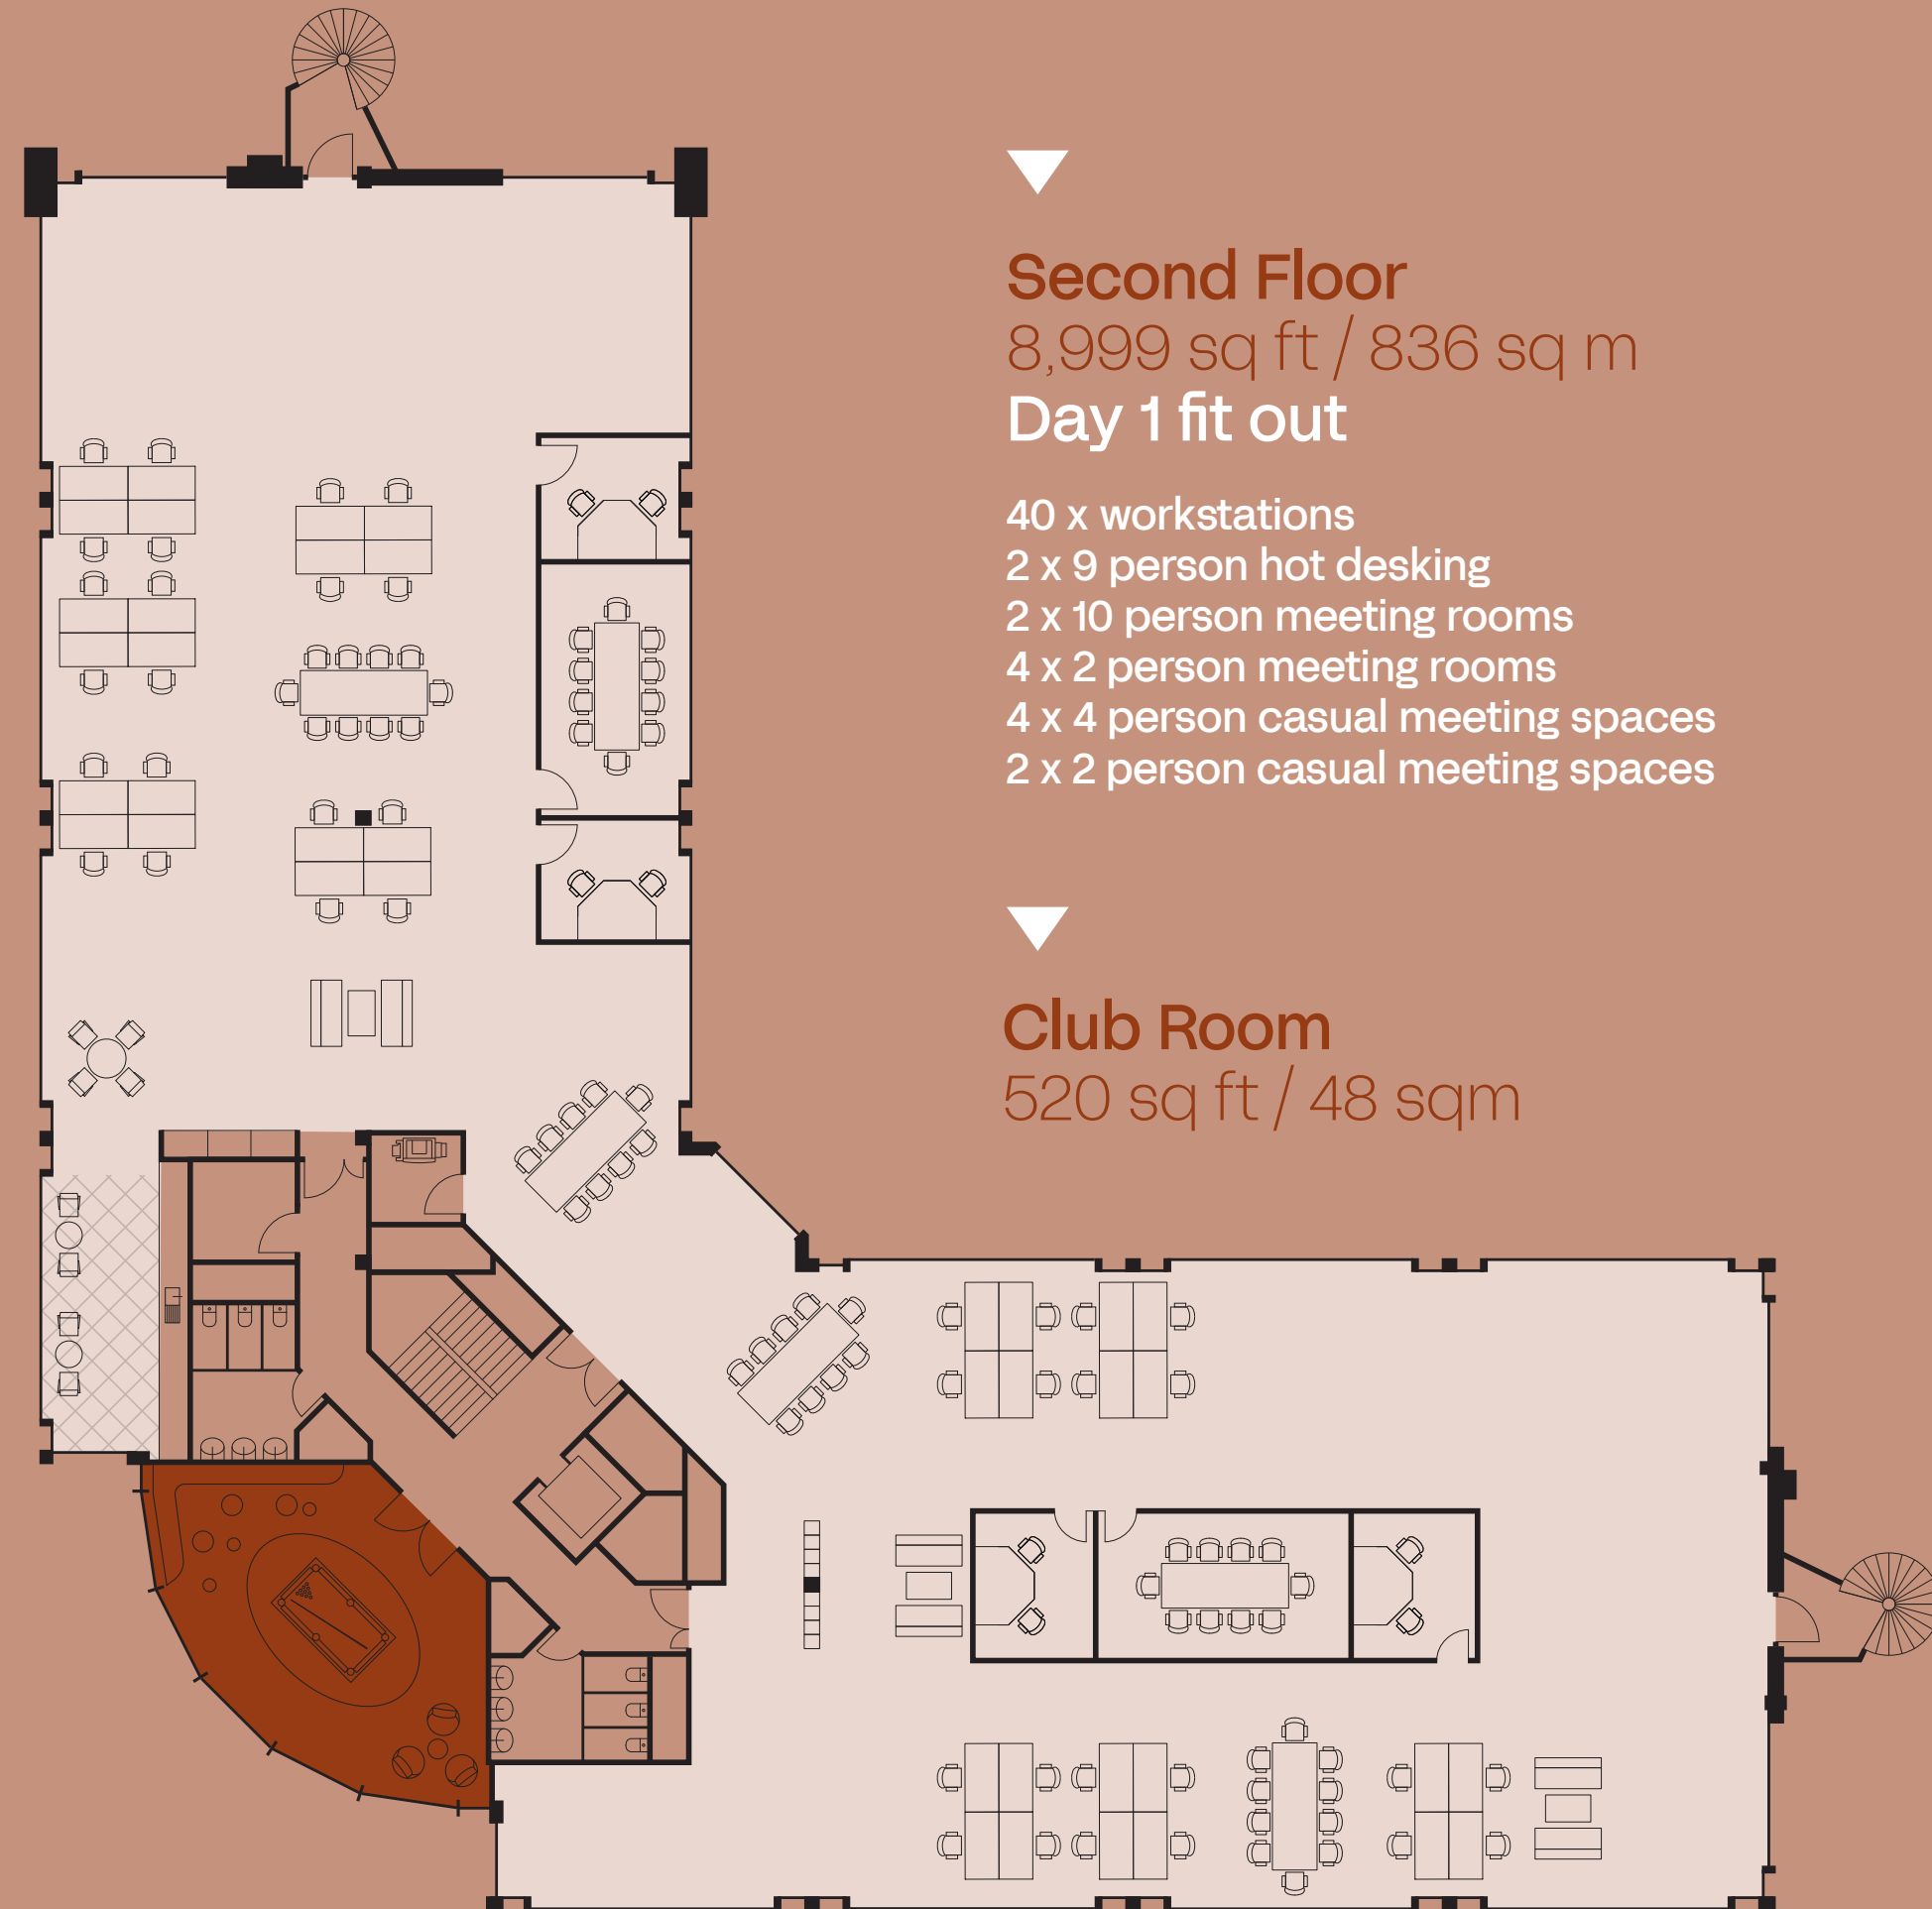 Second Floor
8,999 sq ft / 836 sq m
Day 1 fit out
40 x workstations
2 x 9 person hot desking
2 x 10 person meeting rooms
4 x 2 person meeting rooms
4 x 4 person casual meeting spaces
2 x 2 person casual meeting spaces
Club Room
520 sq ft / 48 sqm